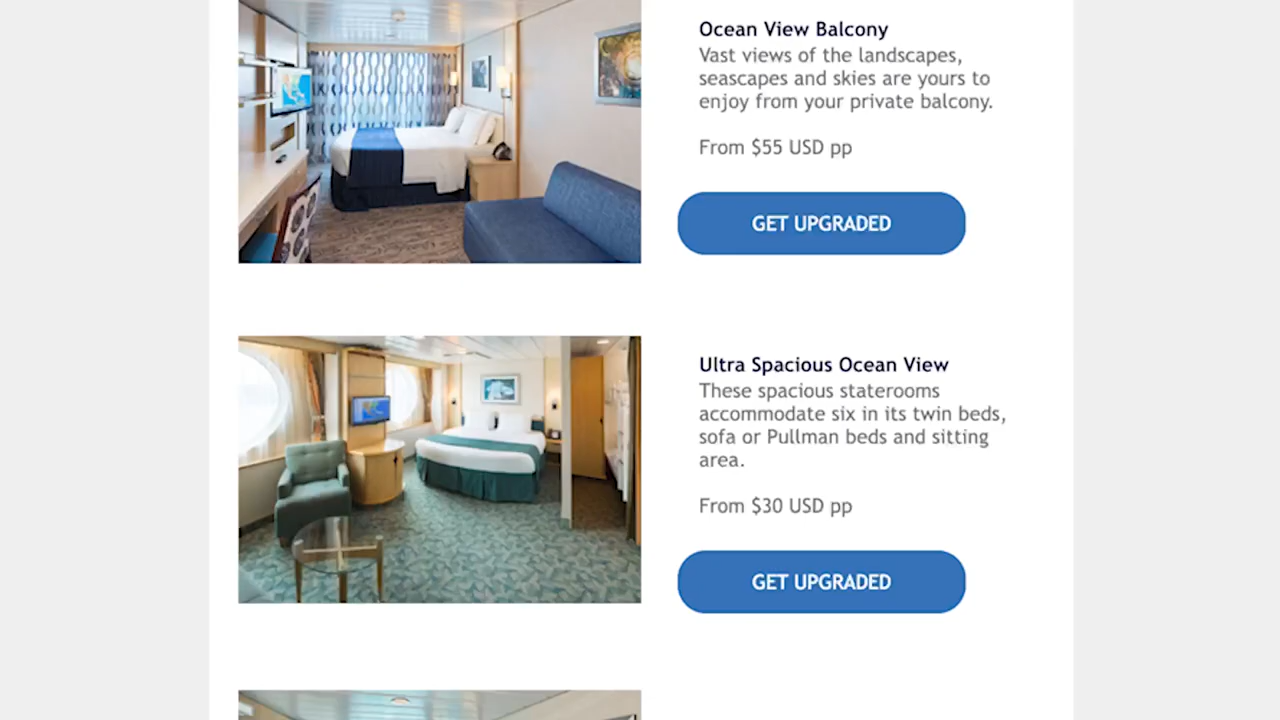 Ocean View Balcony
Vast views of the landscapes,
seascapes and skies are yours to
enjoy from your private balcony.
From $55 USD pp
GET UPGRADED
Ultra Spacious Ocean View
These spacious staterooms
accommodate six in its twin beds,
sofa or Pullman beds and sitting
area.
From $30 USD pp
GET UPGRADED